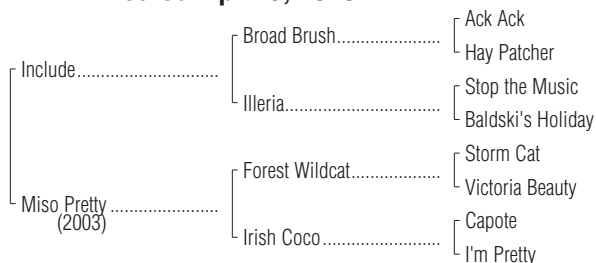 Ack Ack
Broad Brush
Hay Patcher
Include
Stop the Music
Illeria
Baldski's Holiday
Storm Cat
Forest Wildcat
Victoria Beauty
Miso Pretty
(2003)
Capote
Irish Coco
I'm Pretty